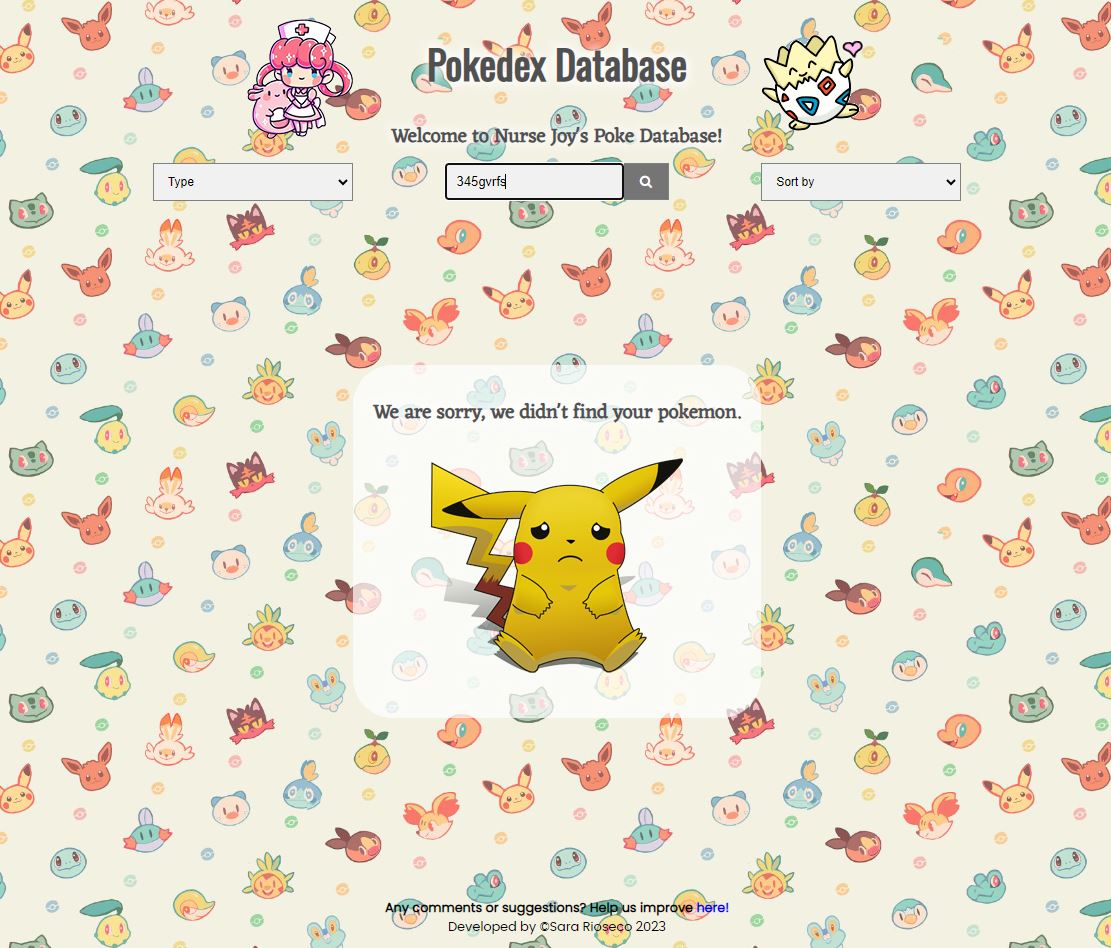 Pokedex Database
Welcome to Nurse Joy's Poke Database!
Type
345gvrfs
Sort by
We are sorry, we didn't find your pokemon.
Any comments or suggestions? Help us improve here!
Developed by ©Sara Rioseco 2023